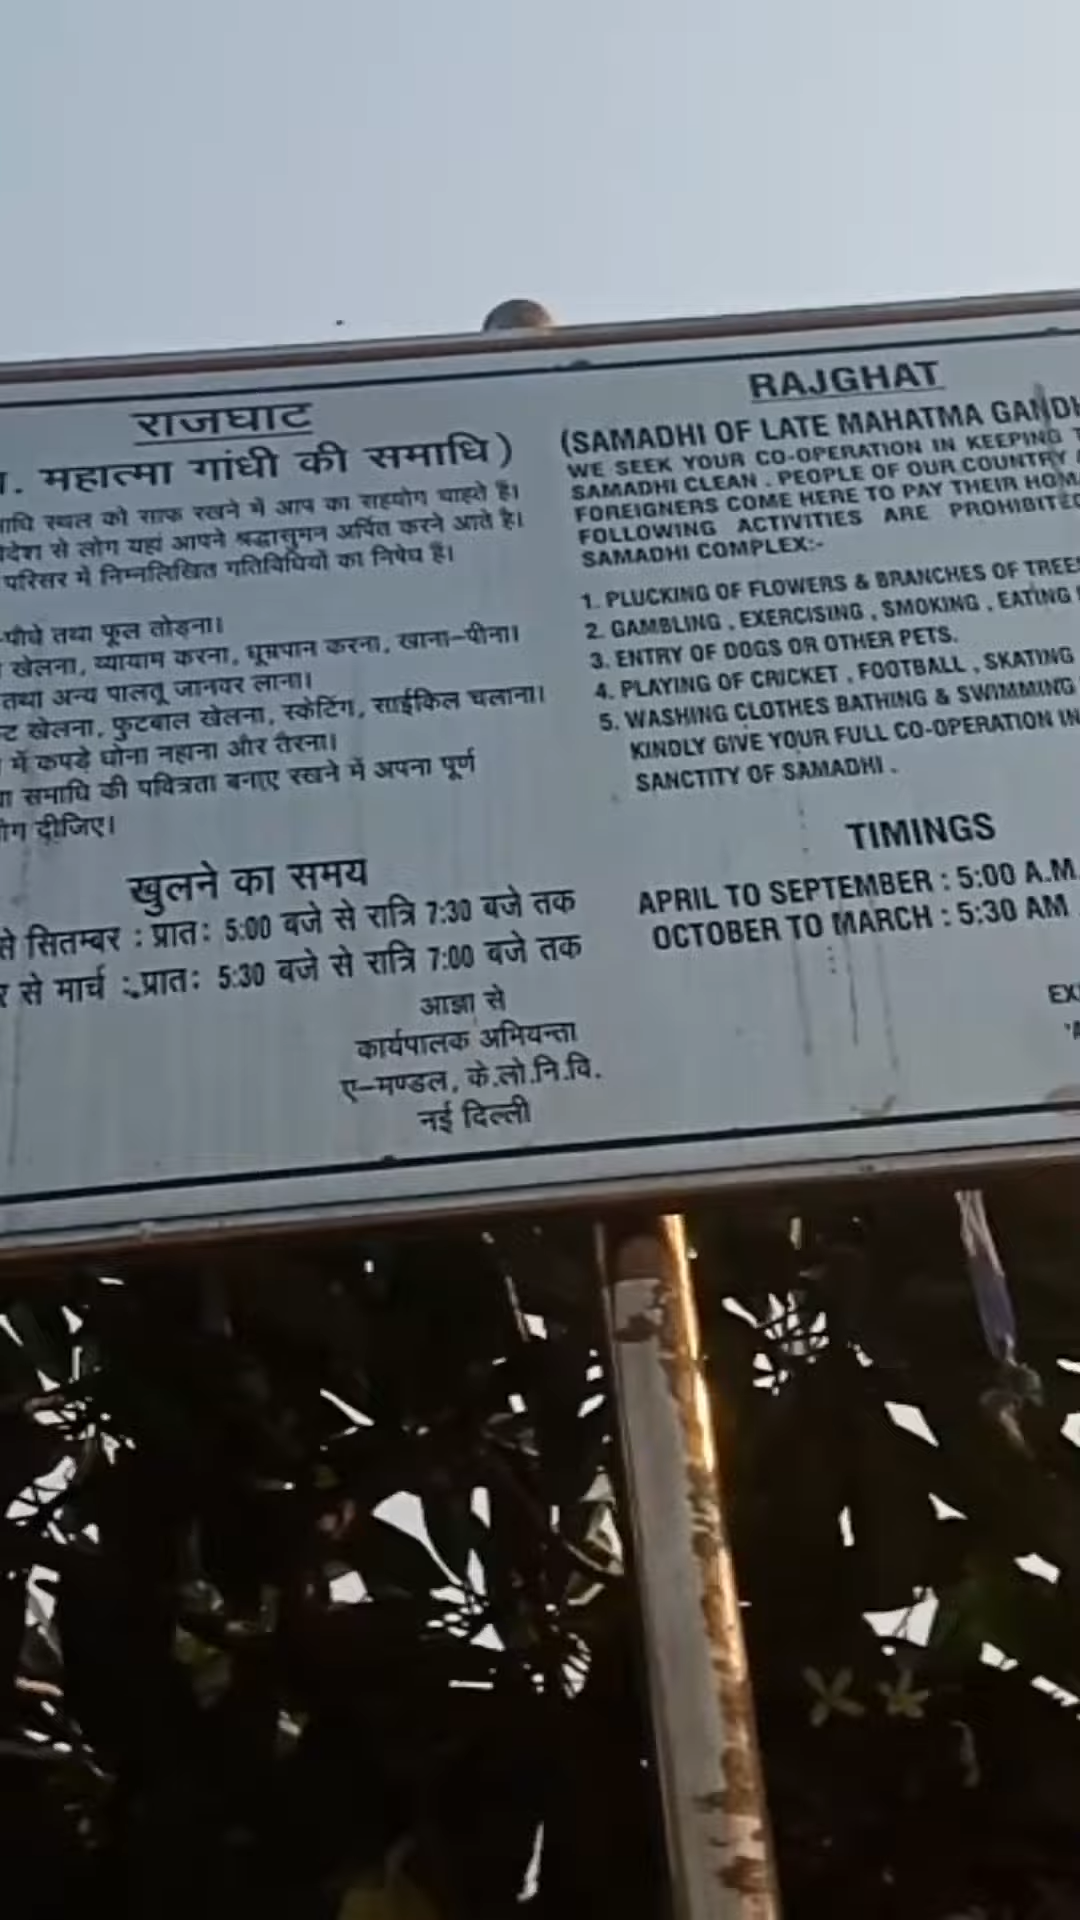 राजघाट
महात्मा गांधी की समाधि)
स्थल को साफ रखने में आप का सहयोग चाहते हैं।
से लोग यहां आपने श्रद्धासुमन अर्पित करने आते है।
परिसर में निम्नलिखित गतिविधियों का निषेध है।
-पौधे तथा फूल तोड़ना।
खेलना, व्यायाम करना, धूम्रपान करना, खाना-पीना।
तथा अन्य पालतू जानवर लाना।
खेलना, फुटबाल खेलना, स्केटिंग, साईकिल चलाना।
में कपड़े धोना नहाना और तैरना।
समाधि की पवित्रता बनाए रखने में अपना पूर्ण
दीजिए।
खुलने का समय
से सितम्बर : प्रातः 5:00 बजे से रात्रि 7:30 बजे तक
से मार्च : प्रातः 5:30 बजे से रात्रि 7:00 बजे तक
आज्ञा से
कार्यपालक अभियन्ता
ए-मण्डल, के.लो.नि.वि.
नई दिल्ली
RAJGHAT
(SAMADHI OF LATE MAHATMA
WE SEEK YOUR CO-OPERATION IN KEEPING
SAMADHI CLEAN . PEOPLE OF OUR COUNTRY
FOREIGNERS COME HERE TO PAY THEIR
FOLLOWING ACTIVITIES ARE PROHIBITED
SAMADHI COMPLEX:-
1. PLUCKING OF FLOWERS & BRANCHES OF TREES
2. GAMBLING , EXERCISING , SMOKING , EATING
3. ENTRY OF DOGS OR OTHER PETS.
4. PLAYING OF CRICKET , FOOTBALL , SKATING
5. WASHING CLOTHES BATHING & SWIMMING
KINDLY GIVE YOUR FULL CO-OPERATION IN
SANCTITY OF SAMADHI .
TIMINGS
APRIL TO SEPTEMBER : 5:00 A.M.
OCTOBER TO MARCH : 5:30 AM